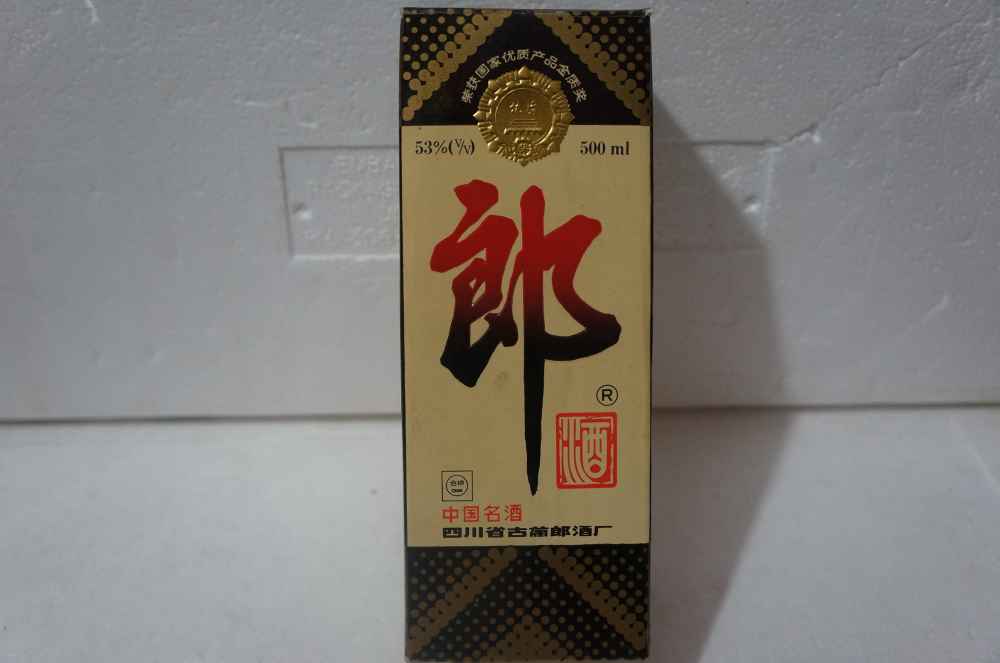 荣获国家优质产品金质奖
53%(V/V)
500 ml
郎
®
酒
中国名酒
四川省古蔺郎酒厂